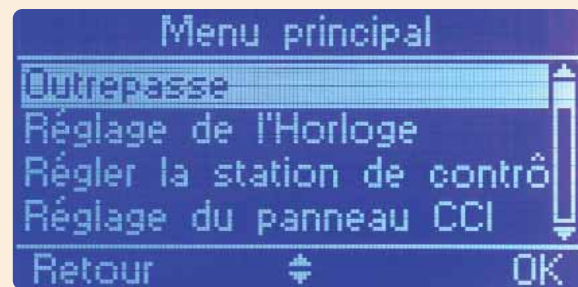 Menu principal
Outrepasse
Réglage de l'Horloge
Régler la station de contrô
Réglage du panneau CCI
Retour OK